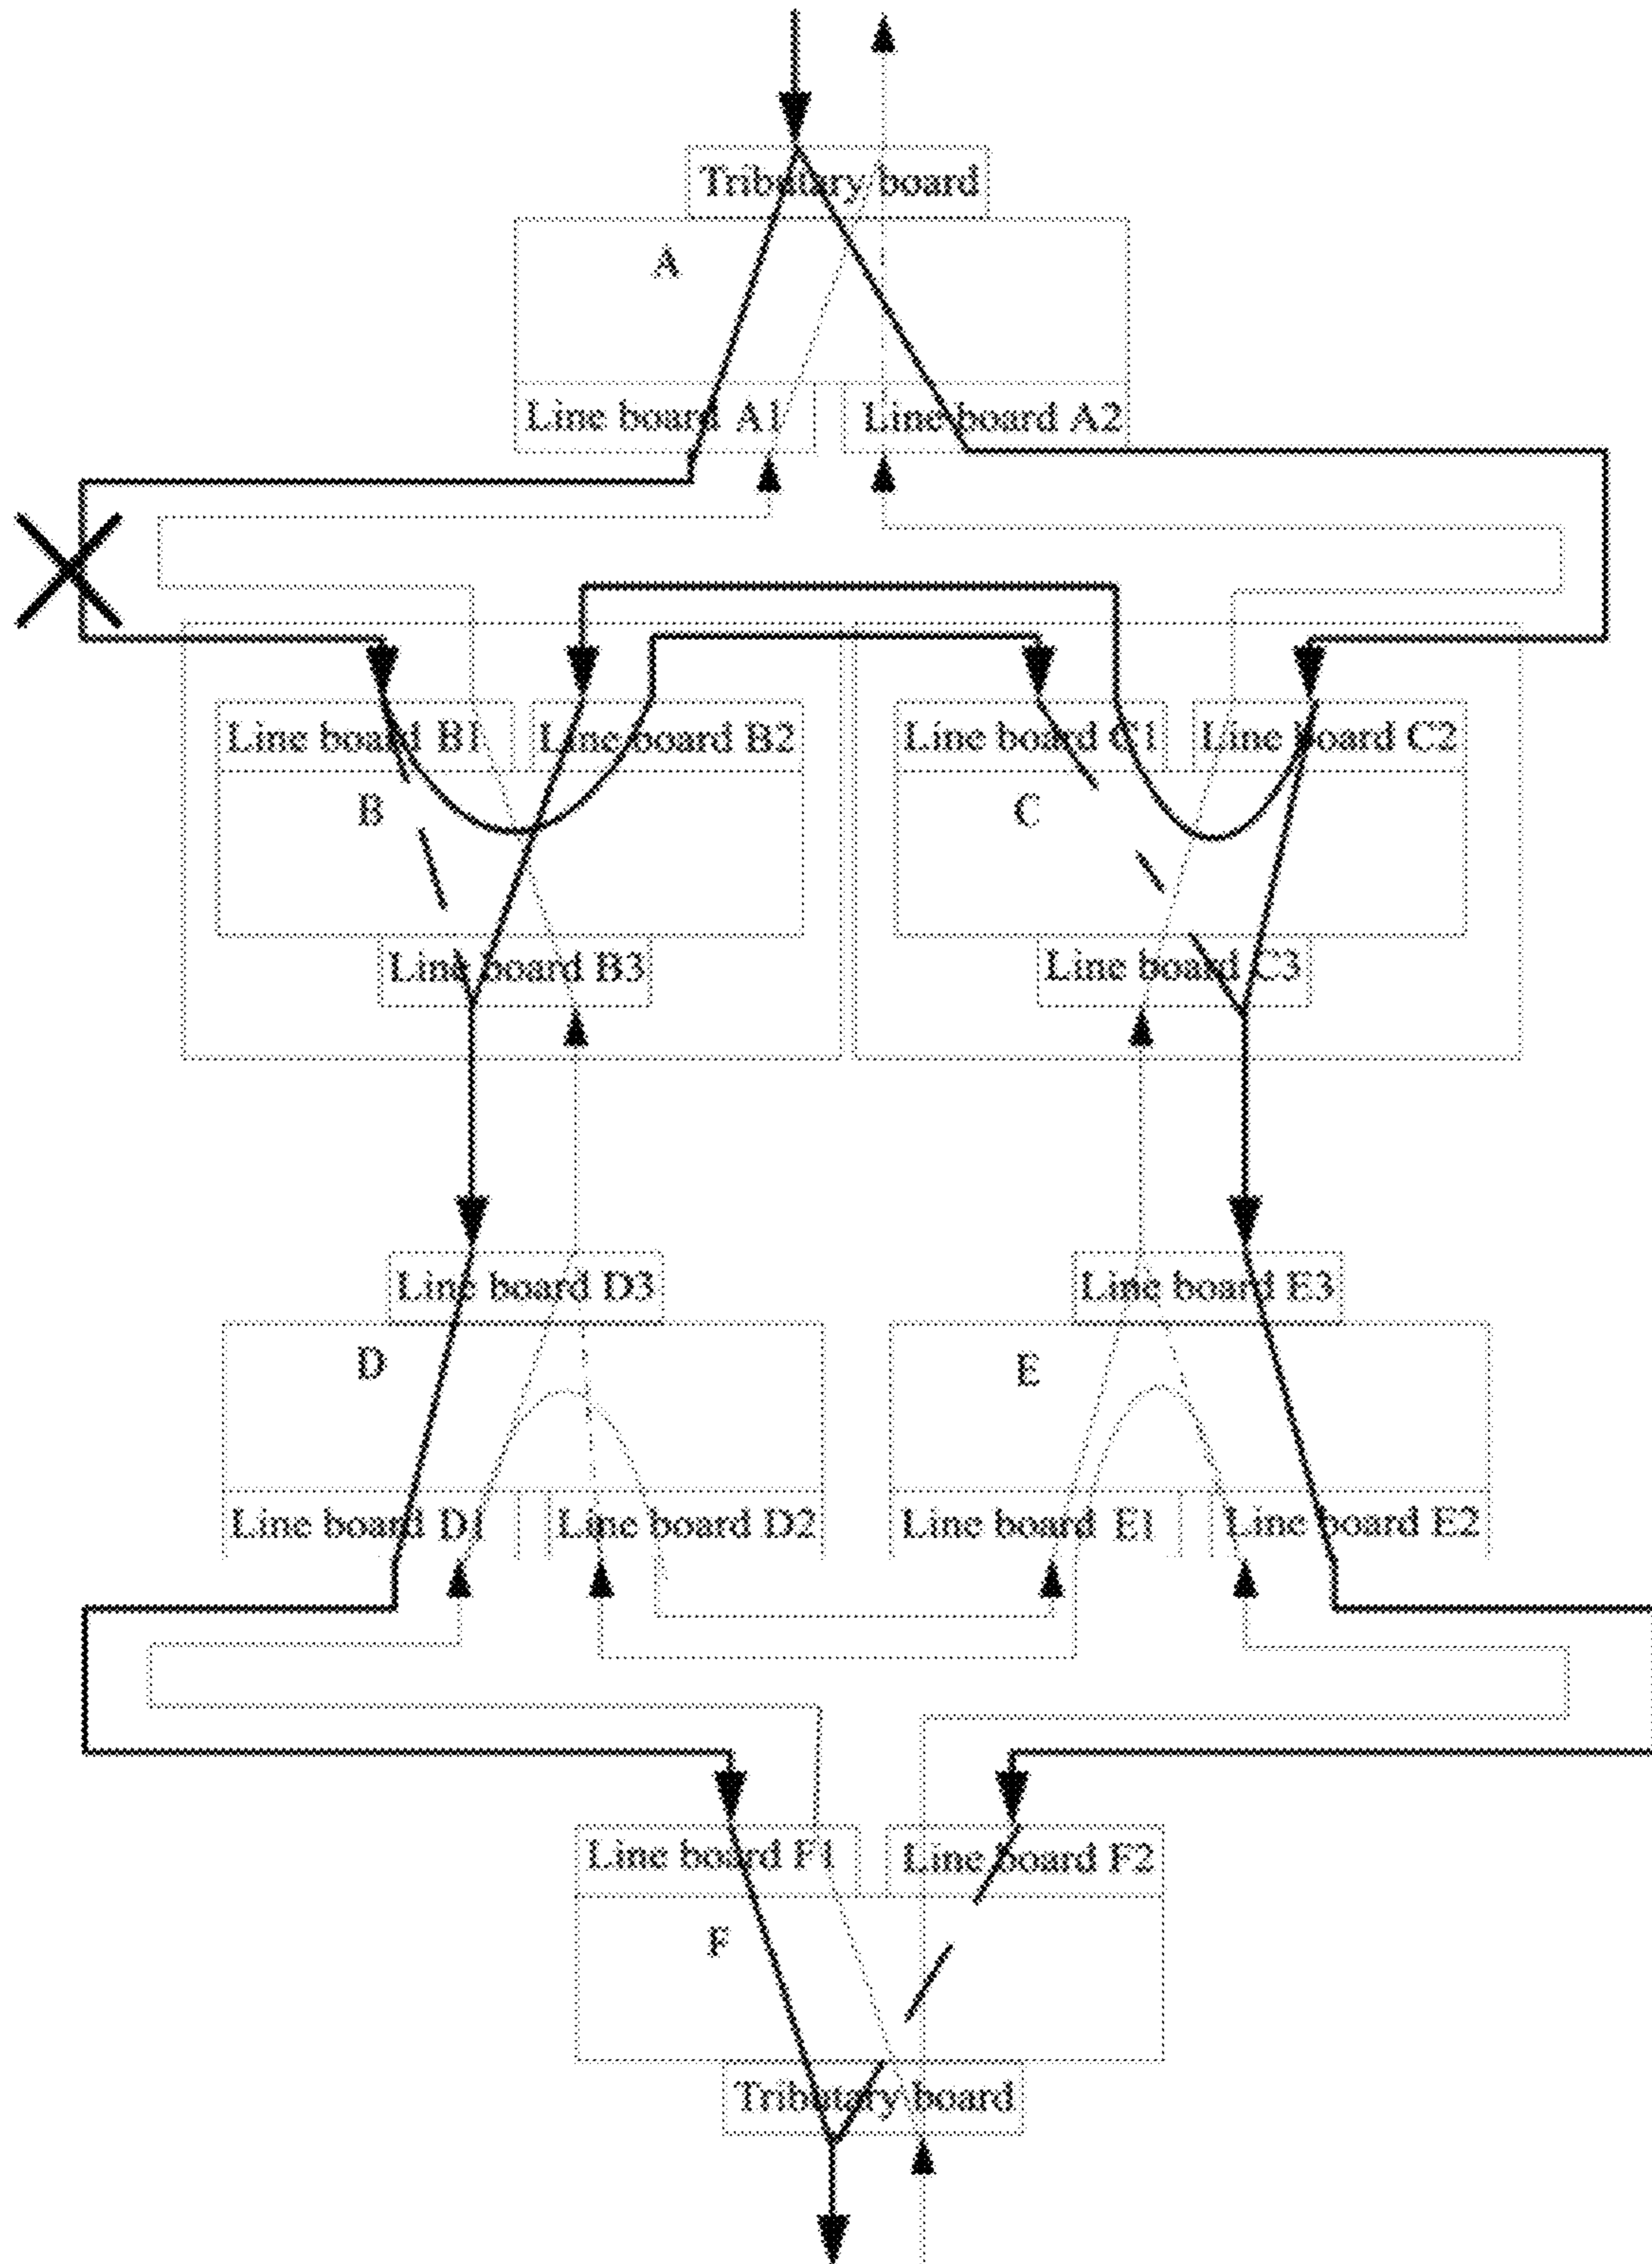 Tributary board
A
Line board A1 Line board A2
Line board B1 Line board B2 Line board C1 Line board C2
B C
Line board B3 Line board C3
Line board D3 Line board E3
D E
Line board D1 Line board D2 Line board E1 Line board E2
Line board F1 Line board F2
F
Tributary board